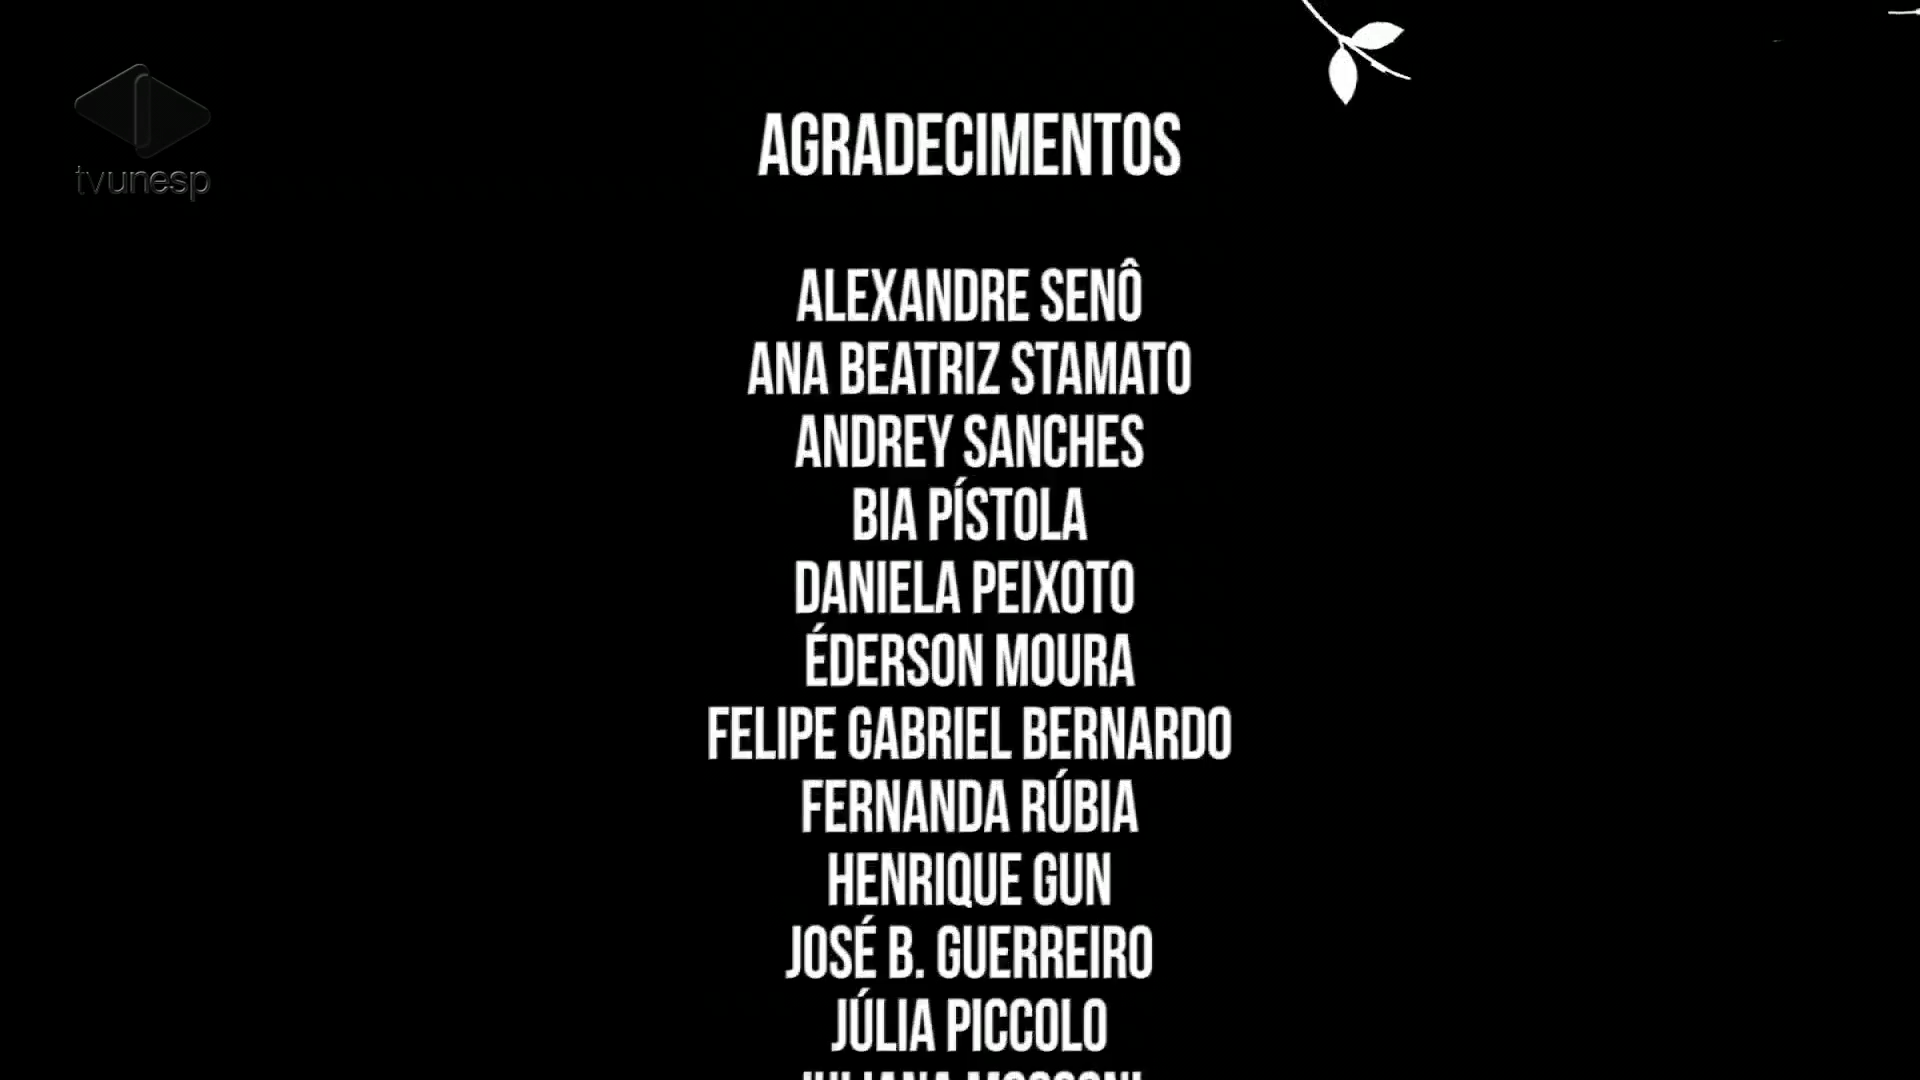 tvunesp
AGRADECIMENTOS
ALEXANDRE SENÔ
ANA BEATRIZ STAMATO
ANDREY SANCHES
BIA PÍSTOLA
DANIELA PEIXOTO
ÉDERSON MOURA
FELIPE GABRIEL BERNARDO
FERNANDA RÚBIA
HENRIQUE GUN
JOSÉ B. GUERREIRO
JÚLIA PICCOLO